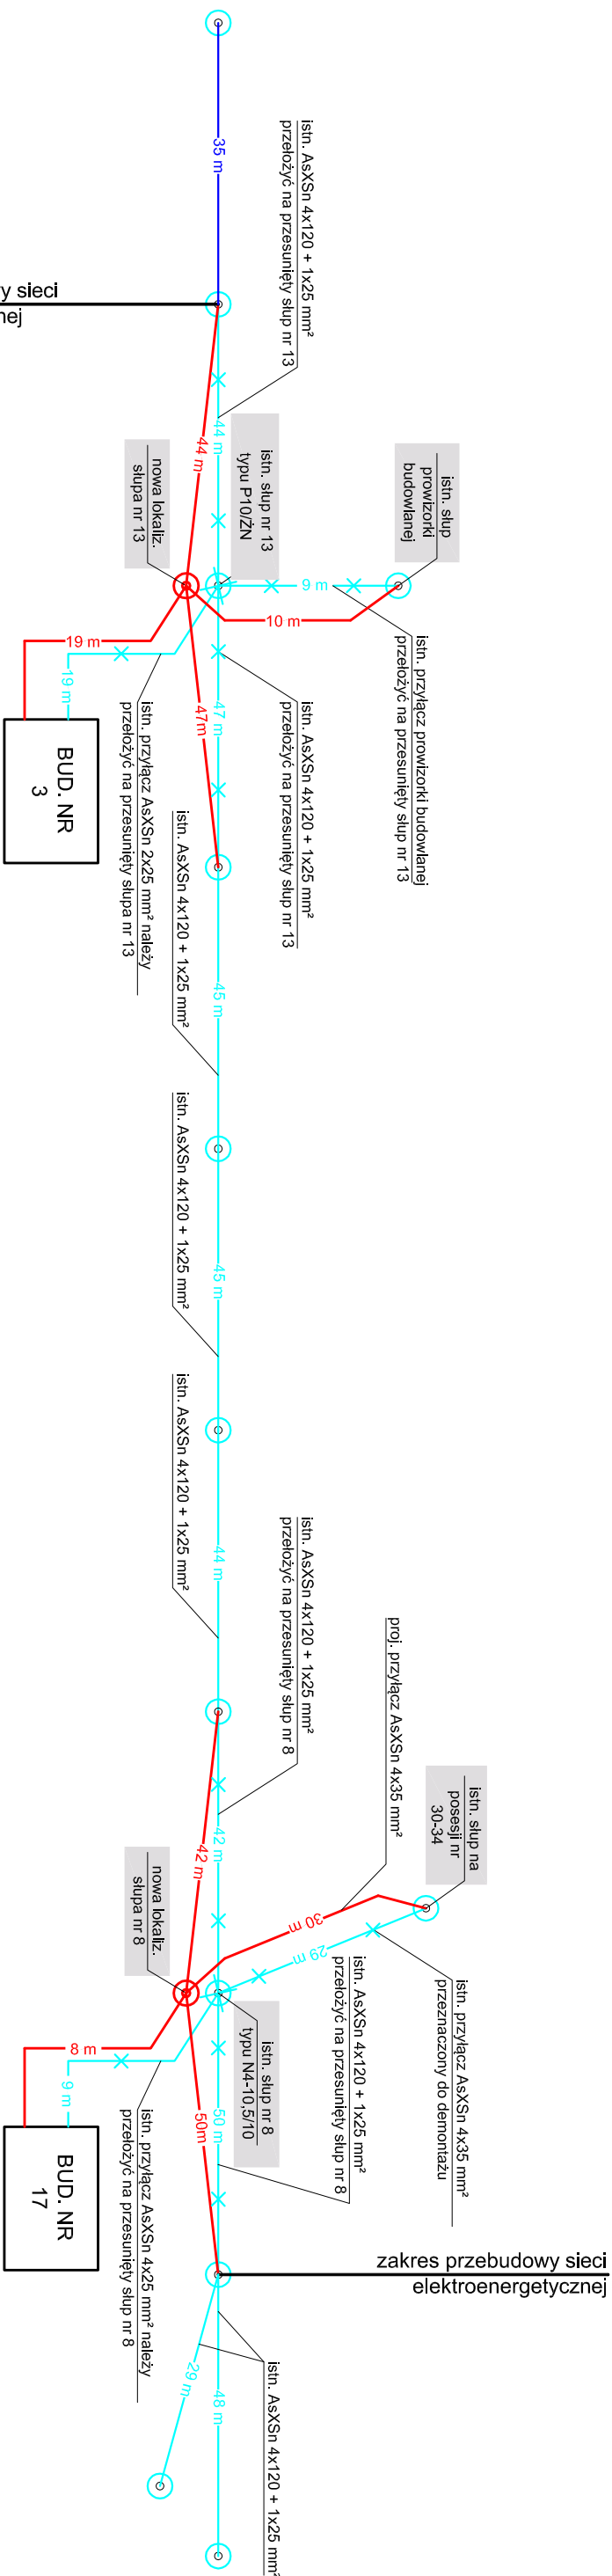 35 m
istn. AsXSn 4x120 + 1x25 mm²
przełożyć na przesunięty słup nr 13
y sieci
nej
44 m
44 m
istn. słup nr 13
typu P10/ŻN
nowa lokaliz.
słupa nr 13
istn. słup
prowizorki
budowlanej
9 m
10 m
istn. przyłącz prowizorki budowlanej
przełożyć na przesunięty słup nr 13
19 m
19 m
BUD. NR
3
istn. przyłącz AsXSn 2x25 mm² należy
przełożyć na przesunięty słupa nr 13
47 m
47m
istn. AsXSn 4x120 + 1x25 mm²
przełożyć na przesunięty słup nr 13
istn. AsXSn 4x120 + 1x25 mm²
45 m
istn. AsXSn 4x120 + 1x25 mm²
45 m
istn. AsXSn 4x120 + 1x25 mm²
44 m
istn. AsXSn 4x120 + 1x25 mm²
przełożyć na przesunięty słup nr 8
proj. przyłącz AsXSn 4x35 mm²
istn. słup na
posesji nr
30-34
42 m
42 m
nowa lokaliz.
słupa nr 8
30 m
29 m
istn. przyłącz AsXSn 4x35 mm²
przeznaczony do demontażu
istn. AsXSn 4x120 + 1x25 mm²
przełożyć na przesunięty słup nr 8
istn. słup nr 8
typu N4-10,5/10
8 m
9 m
BUD. NR
17
istn. przyłącz AsXSn 4x25 mm² należy
przełożyć na przesunięty słup nr 8
50 m
50m
zakres przebudowy sieci
elektroenergetycznej
istn. AsXSn 4x120 + 1x25 mm²
29 m
48 m